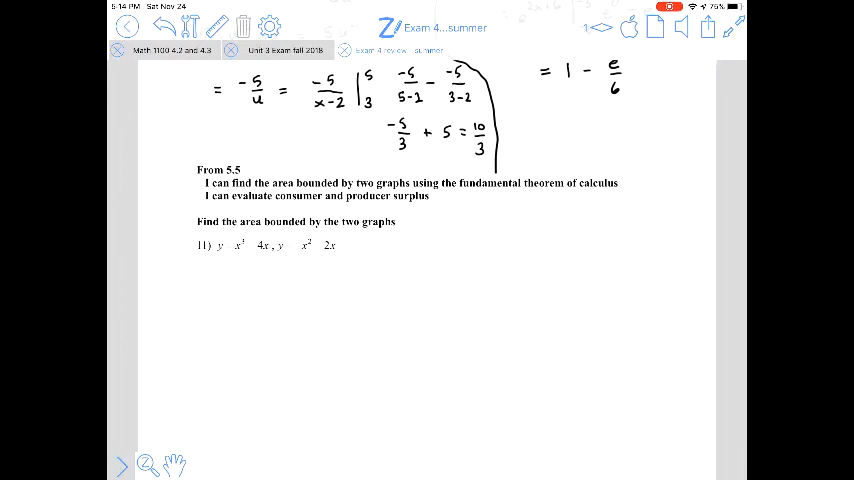 5:14 PM Sat Nov 24
75%
Exam 4...summer
1
Math 1100 4.2 and 4.3
Unit 3 Exam fall 2018
Exam 4 review - summer
= -5/u = -5/x-2 | 5 3 -5/5-2 - -5/3-2
= 1 - e/6
-5/3 + 5 = 10/3
From 5.5
I can find the area bounded by two graphs using the fundamental theorem of calculus
I can evaluate consumer and producer surplus
Find the area bounded by the two graphs
11) y x³ 4x , y x² 2x